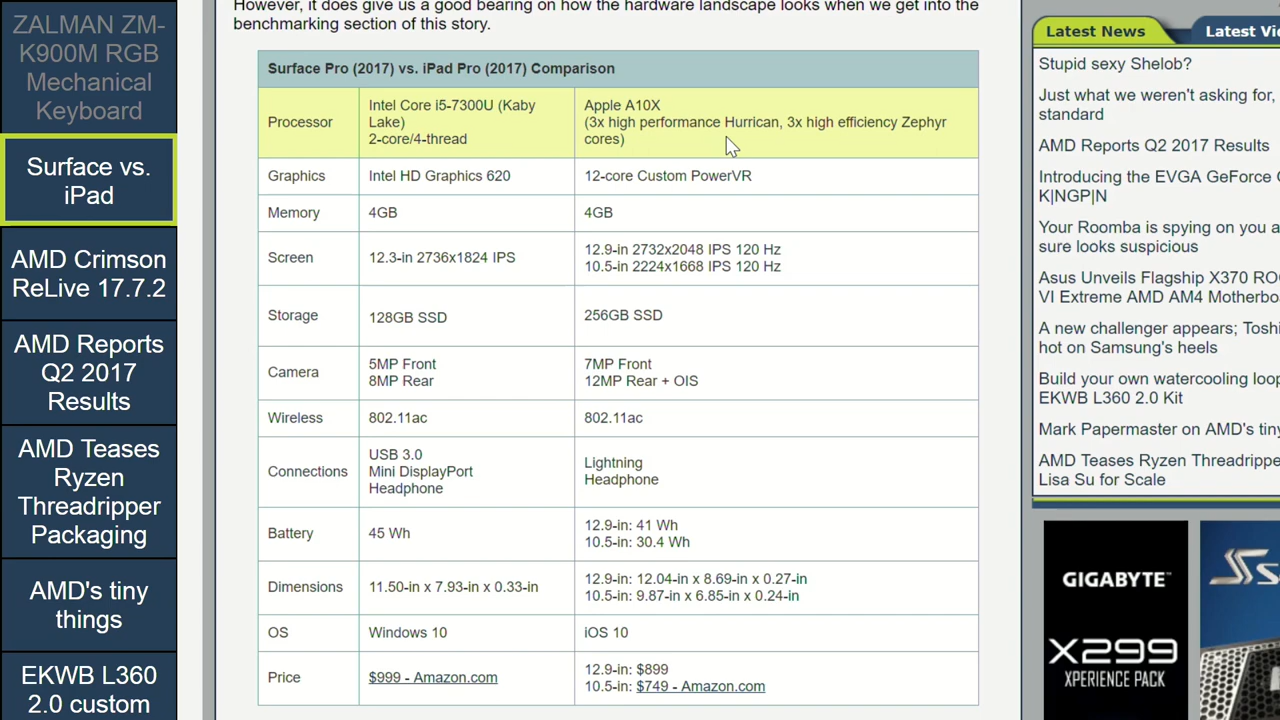 ZALMAN ZM-
K900M RGB
Mechanical
Keyboard
Surface vs.
iPad
AMD Crimson
ReLive 17.7.2
AMD Reports
Q2 2017
Results
AMD Teases
Ryzen
Threadripper
Packaging
AMD's tiny
things
EKWB L360
2.0 custom
However, it does give us a good bearing on how the hardware landscape looks when we get into the
benchmarking section of this story.
Surface Pro (2017) vs. iPad Pro (2017) Comparison
Processor
Intel Core i5-7300U (Kaby
Lake)
2-core/4-thread
Apple A10X
(3x high performance Hurrican, 3x high efficiency Zephyr
cores)
Graphics
Intel HD Graphics 620
12-core Custom PowerVR
Memory
4GB
4GB
Screen
12.3-in 2736x1824 IPS
12.9-in 2732x2048 IPS 120 Hz
10.5-in 2224x1668 IPS 120 Hz
Storage
128GB SSD
256GB SSD
Camera
5MP Front
8MP Rear
7MP Front
12MP Rear + OIS
Wireless
802.11ac
802.11ac
Connections
USB 3.0
Mini DisplayPort
Headphone
Lightning
Headphone
Battery
45 Wh
12.9-in: 41 Wh
10.5-in: 30.4 Wh
Dimensions
11.50-in x 7.93-in x 0.33-in
12.9-in: 12.04-in x 8.69-in x 0.27-in
10.5-in: 9.87-in x 6.85-in x 0.24-in
OS
Windows 10
iOS 10
Price
$999 - Amazon.com
12.9-in: $899
10.5-in: $749 - Amazon.com
Latest News
Latest Vi
Stupid sexy Shelob?
Just what we weren't asking for,
standard
AMD Reports Q2 2017 Results
Introducing the EVGA GeForce
K|NGP|N
Your Roomba is spying on you a
sure looks suspicious
Asus Unveils Flagship X370 RO
VI Extreme AMD AM4 Motherbo
A new challenger appears; Toshi
hot on Samsung's heels
Build your own watercooling loop
EKWB L360 2.0 Kit
Mark Papermaster on AMD's tiny
AMD Teases Ryzen Threadrippe
Lisa Su for Scale
GIGABYTE™
X299
XPERIENCE PACK